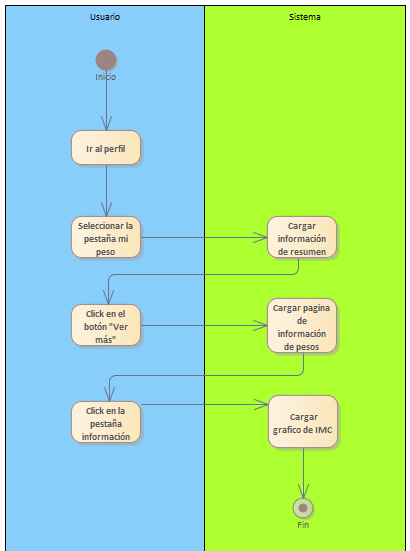 Usuario
Sistema
Inicio
Ir al perfil
Seleccionar la
pestaña mi
peso
Cargar
información
de resumen
Click en el
botón "Ver
más"
Cargar pagina
de
información
de pesos
Click en la
pestaña
información
Cargar
grafico de IMC
Fin